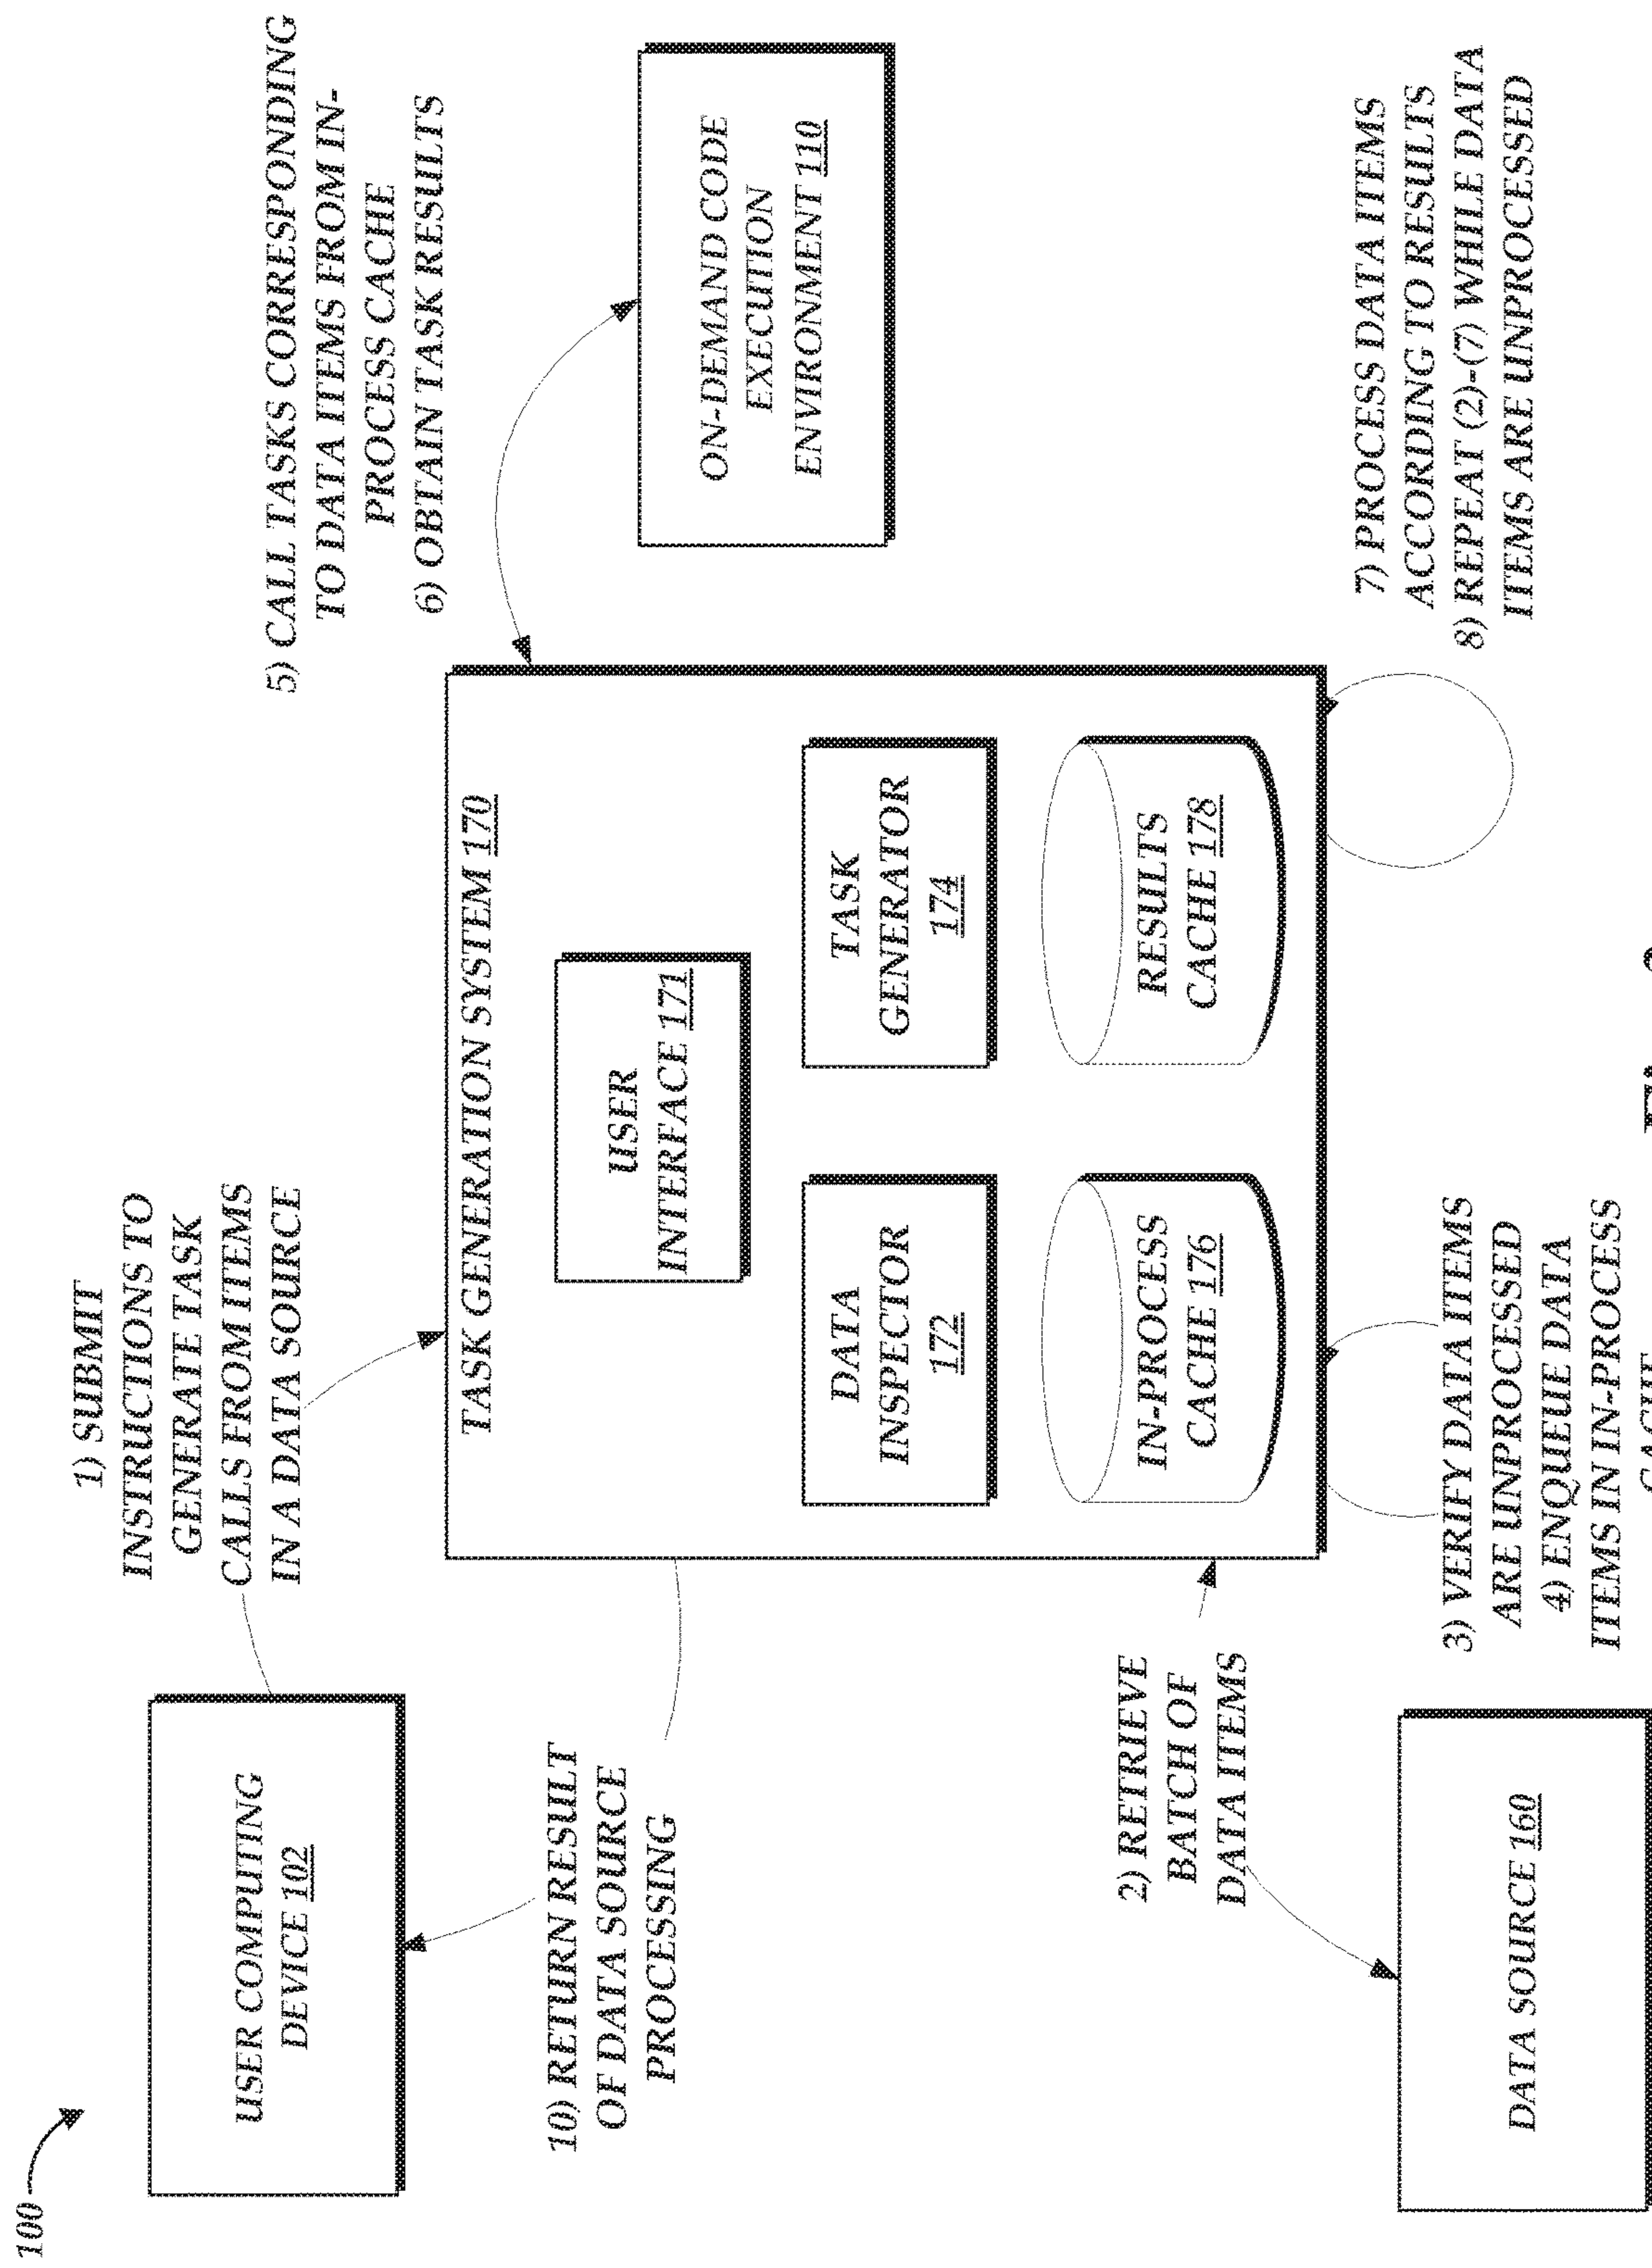 100
USER COMPUTING
DEVICE 102
1) SUBMIT
INSTRUCTIONS TO
GENERATE TASK
CALLS FROM ITEMS
IN A DATA SOURCE
5) CALL TASKS CORRESPONDING
TO DATA ITEMS FROM IN-
PROCESS CACHE
6) OBTAIN TASK RESULTS
10) RETURN RESULT
OF DATA SOURCE
PROCESSING
TASK GENERATION SYSTEM 170
USER
INTERFACE 171
DATA
INSPECTOR
172
TASK
GENERATOR
174
IN-PROCESS
CACHE 176
RESULTS
CACHE 178
ON-DEMAND CODE
EXECUTION
ENVIRONMENT 110
2) RETRIEVE
BATCH OF
DATA ITEMS
DATA SOURCE 160
3) VERIFY DATA ITEMS
ARE UNPROCESSED
4) ENQUEUE DATA
ITEMS IN IN-PROCESS
CACHE
7) PROCESS DATA ITEMS
ACCORDING TO RESULTS
8) REPEAT (2)-(7) WHILE DATA
ITEMS ARE UNPROCESSED